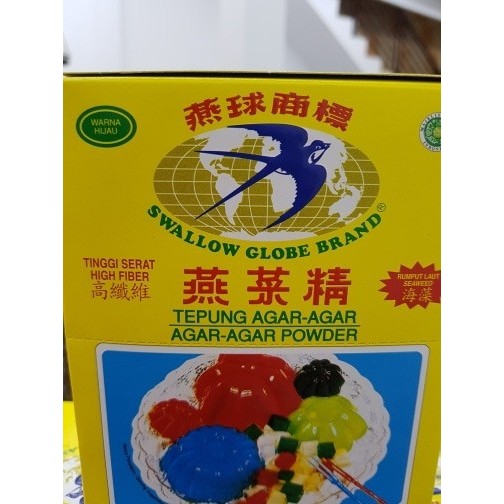 燕球商標
WARNA
HIJAU
SWALLOW GLOBE BRAND®
TINGGI SERAT
HIGH FIBER
高纖維
燕菜精
TEPUNG AGAR-AGAR
AGAR-AGAR POWDER
RUMPUT LAUT
SEAWEED
海藻